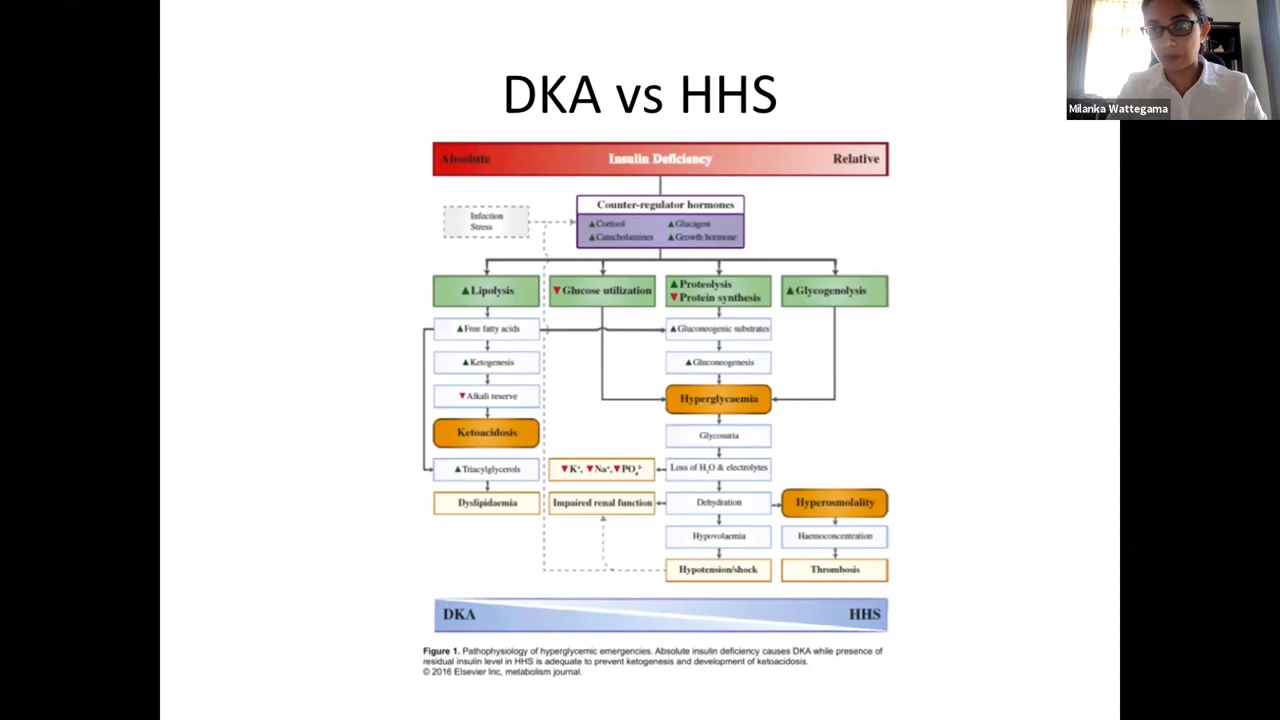 DKA vs HHS
Milanka Wattegama
Absolute Insulin Deficiency Relative
Counter-regulator hormones
Infection
Stress
▲Cortisol ▲Glucagon
▲Catecholamines ▲Growth hormone
▲Lipolysis
▼Glucose utilization
▲Proteolysis
▼Protein synthesis
▲Glycogenolysis
▲Free fatty acids
▲Gluconeogenic substrates
▲Ketogenesis
▲Gluconeogenesis
▼Alkali reserve
Hyperglycaemia
Ketoacidosis
Glycosuria
▲Triacylglycerols
▼K⁺, ▼Na⁺,▼PO₄³⁻
Loss of H₂O & electrolytes
Dyslipidaemia
Impaired renal function
Dehydration
Hyperosmolality
Hypovolaemia
Haemoconcentration
Hypotension/shock
Thrombosis
DKA HHS
Figure 1. Pathophysiology of hyperglycemic emergencies. Absolute insulin deficiency causes DKA while presence of
residual insulin level in HHS is adequate to prevent ketogenesis and development of ketoacidosis.
© 2016 Elsevier Inc, metabolism journal.